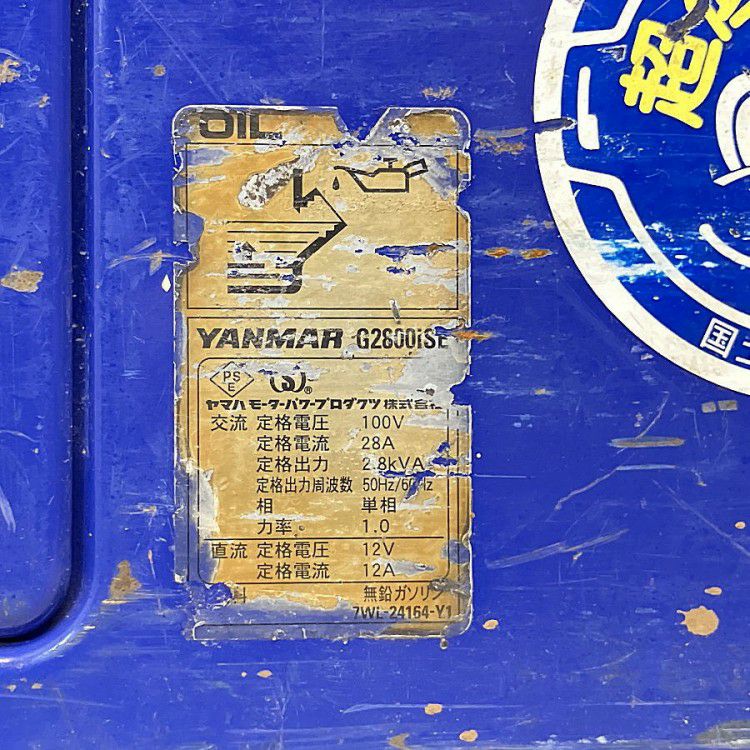 超
国土
OIL
YANMAR G2800iSE
PS
E
ヤマハモーターパワープロダクツ株式会社
交流 定格電圧 100V
定格電流 28A
定格出力 2.8kVA
定格出力周波数 50Hz/60Hz
相 単相
力率 1.0
直流 定格電圧 12V
定格電流 12A
無鉛ガソリン
7WL-24164-Y1